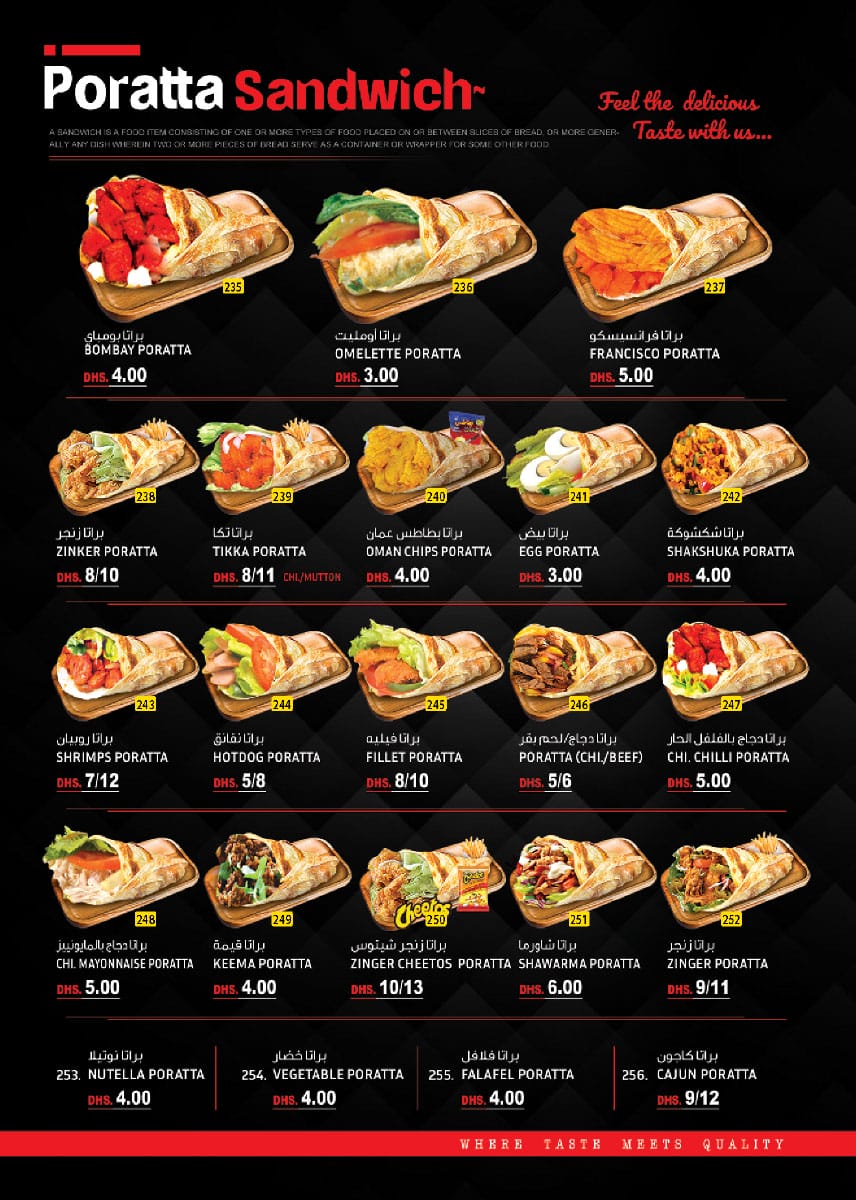 Poratta Sandwich~
Feel the delicious
Taste with us...
A SANDWICH IS A FOOD ITEM CONSISTING OF ONE OR MORE TYPES OF FOOD PLACED ON OR BETWEEN SLICES OF BREAD, OR MORE GENER-
ALLY ANY DISH WHEREIN TWO OR MORE PIECES OF BREAD SERVE AS A CONTAINER OR WRAPPER FOR SOME OTHER FOOD.
235
براتا بومباي
BOMBAY PORATTA
DHS. 4.00
236
براتا أومليت
OMELETTE PORATTA
DHS. 3.00
237
براتا فرانسيسكو
FRANCISCO PORATTA
DHS. 5.00
238
براتا زنجر
ZINKER PORATTA
DHS. 8/10
239
براتا تكا
TIKKA PORATTA
DHS. 8/11 CHI./MUTTON
240
براتا بطاطس عمان
OMAN CHIPS PORATTA
DHS. 4.00
241
براتا بيض
EGG PORATTA
DHS. 3.00
242
براتا شكشوكة
SHAKSHUKA PORATTA
DHS. 4.00
243
براتا روبيان
SHRIMPS PORATTA
DHS. 7/12
244
براتا نقانق
HOTDOG PORATTA
DHS. 5/8
245
براتا فيليه
FILLET PORATTA
DHS. 8/10
246
براتا دجاج/لحم بقر
PORATTA (CHI./BEEF)
DHS. 5/6
247
براتا دجاج بالفلفل الحار
CHI. CHILLI PORATTA
DHS. 5.00
248
براتا دجاج بالمايونييز
CHI. MAYONNAISE PORATTA
DHS. 5.00
249
براتا قيمة
KEEMA PORATTA
DHS. 4.00
Cheetos
250
براتا زنجر شيتوس
ZINGER CHEETOS PORATTA
DHS. 10/13
251
براتا شاورما
SHAWARMA PORATTA
DHS. 6.00
252
براتا زنجر
ZINGER PORATTA
DHS. 9/11
براتا نوتيلا
253. NUTELLA PORATTA
DHS. 4.00
براتا خضار
254. VEGETABLE PORATTA
DHS. 4.00
براتا فلافل
255. FALAFEL PORATTA
DHS. 4.00
براتا كاجون
256. CAJUN PORATTA
DHS. 9/12
WHERE TASTE MEETS QUALITY